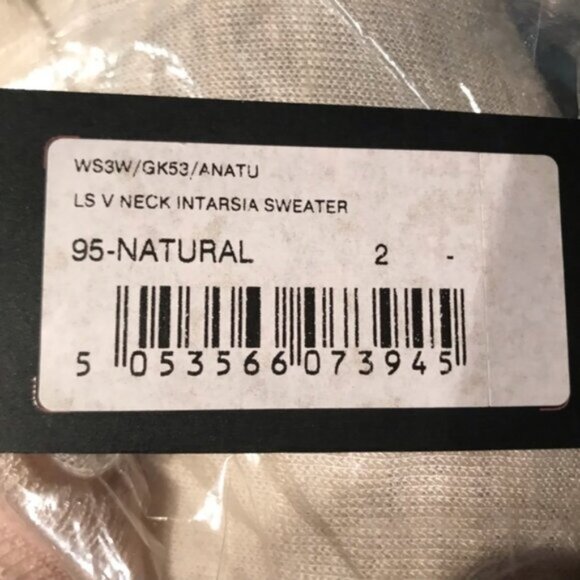 WS3W/GK53/ANATU
LS V NECK INTARSIA SWEATER
95-NATURAL 2 -
5 053566 073945